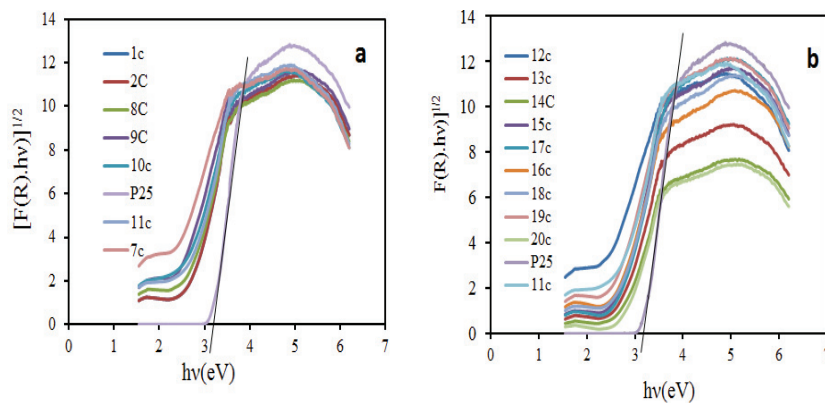 a
[F(R).hν)]1/2
14
12
10
8
6
4
2
0
1c
2C
8C
9C
10c
P25
11c
7c
0 1 2 3 4 5 6 7
hν(eV)
b
F(R).hν)]1/2
14
12
10
8
6
4
2
0
12c
13c
14C
15c
17c
16c
18c
19c
20c
P25
11c
0 1 2 3 4 5 6 7
hν(eV)